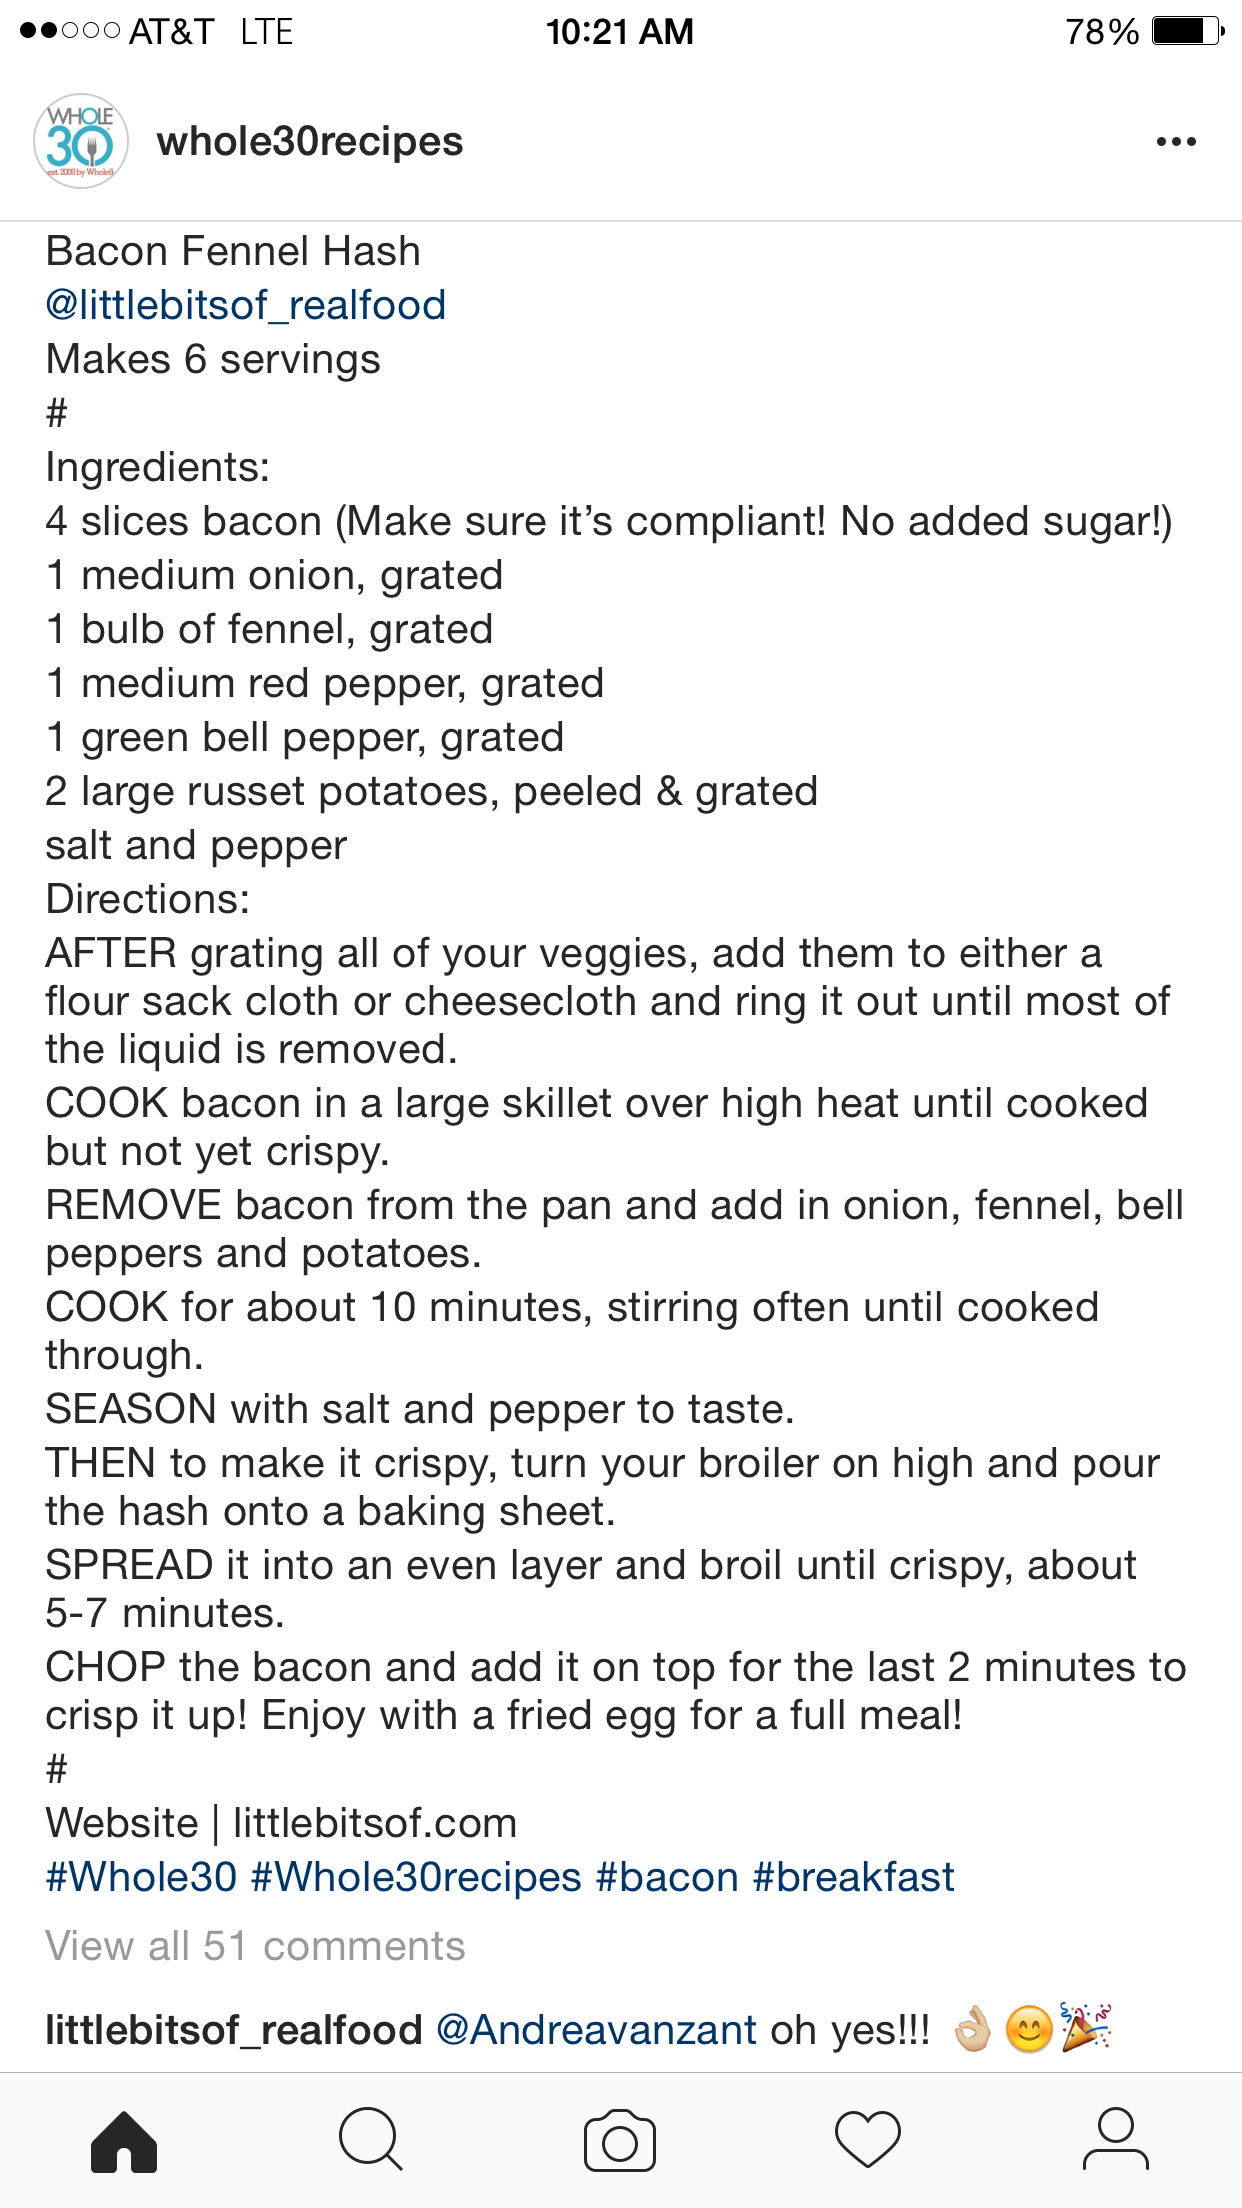 AT&T LTE 10:21 AM 78%
WHOLE
30
est. 2009 by Whole9
whole30recipes
Bacon Fennel Hash
@littlebitsof_realfood
Makes 6 servings
#
Ingredients:
4 slices bacon (Make sure it’s compliant! No added sugar!)
1 medium onion, grated
1 bulb of fennel, grated
1 medium red pepper, grated
1 green bell pepper, grated
2 large russet potatoes, peeled & grated
salt and pepper
Directions:
AFTER grating all of your veggies, add them to either a
flour sack cloth or cheesecloth and ring it out until most of
the liquid is removed.
COOK bacon in a large skillet over high heat until cooked
but not yet crispy.
REMOVE bacon from the pan and add in onion, fennel, bell
peppers and potatoes.
COOK for about 10 minutes, stirring often until cooked
through.
SEASON with salt and pepper to taste.
THEN to make it crispy, turn your broiler on high and pour
the hash onto a baking sheet.
SPREAD it into an even layer and broil until crispy, about
5-7 minutes.
CHOP the bacon and add it on top for the last 2 minutes to
crisp it up! Enjoy with a fried egg for a full meal!
#
Website | littlebitsof.com
#Whole30 #Whole30recipes #bacon #breakfast
View all 51 comments
littlebitsof_realfood @Andreavanzant oh yes!!! 👌🏼😊🎉